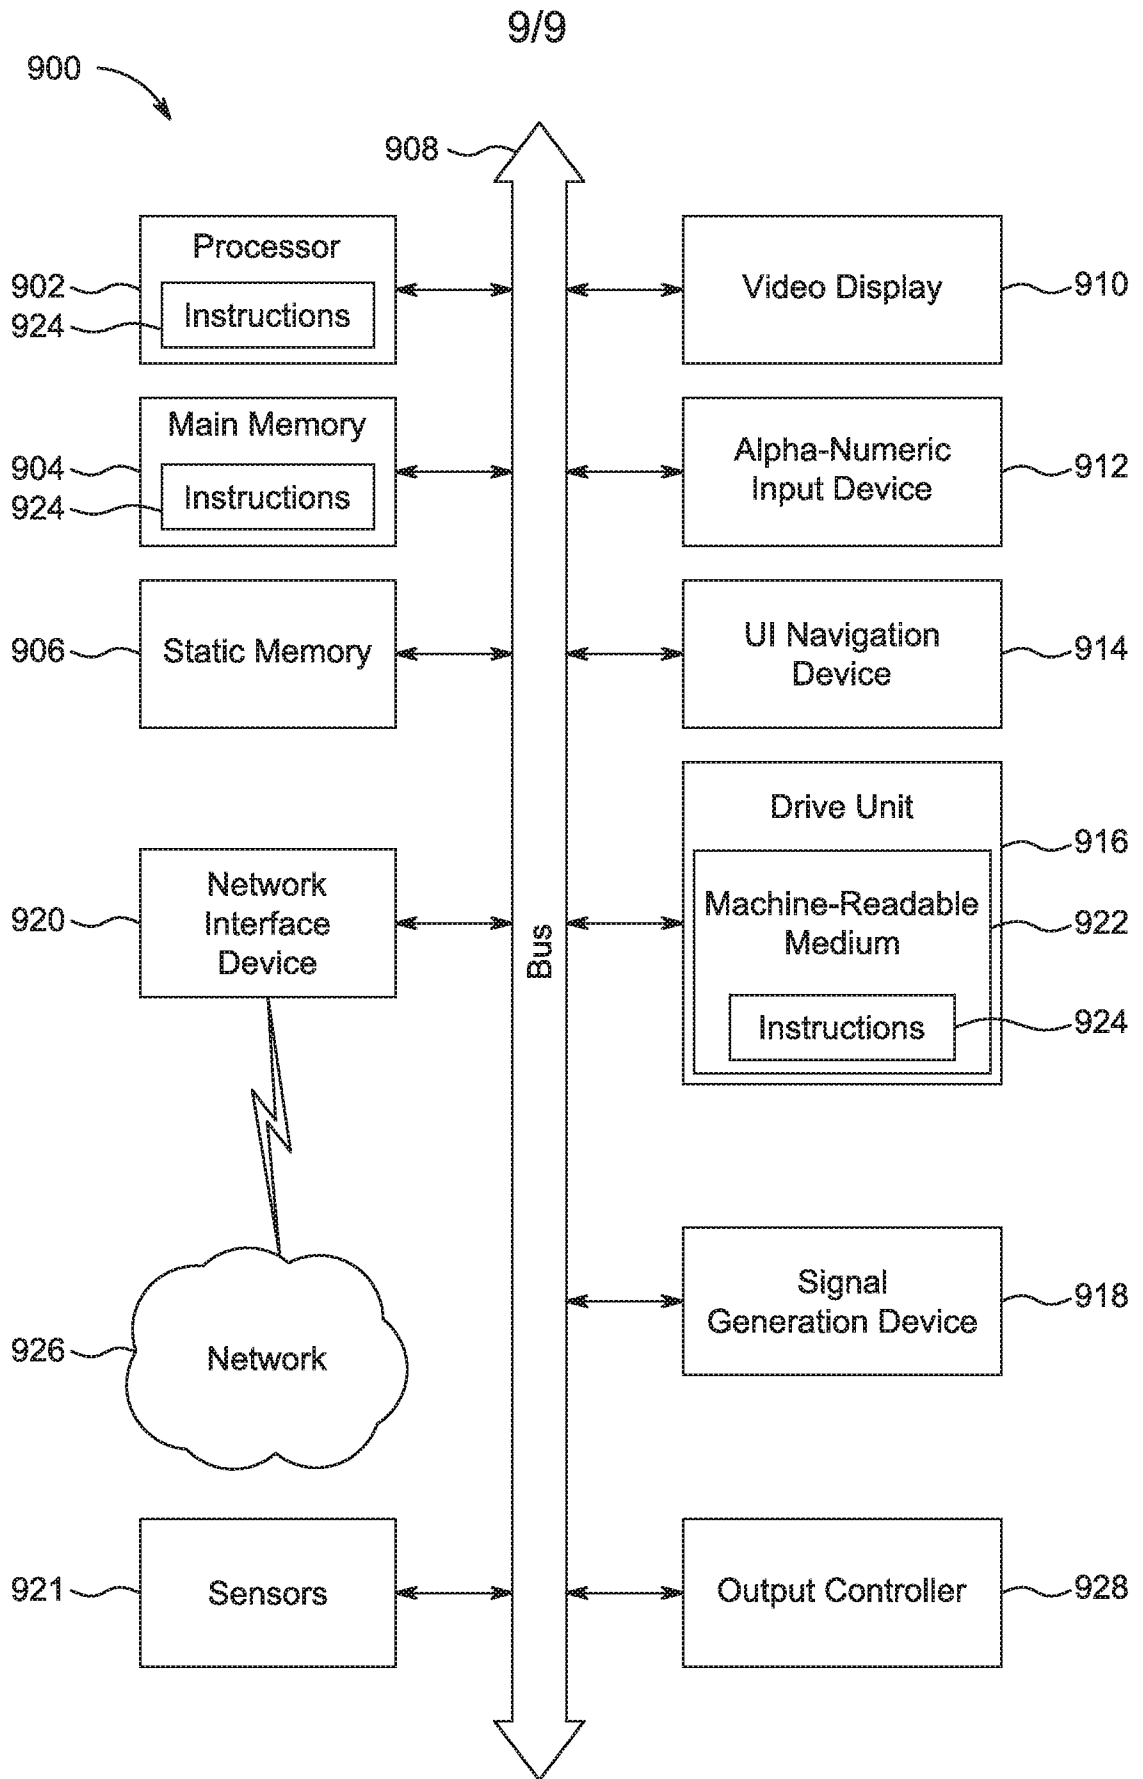 9/9
900
908
Processor
902
Instructions
924
Video Display
910
Main Memory
904
Instructions
924
Alpha-Numeric
Input Device
912
906
Static Memory
UI Navigation
Device
914
Drive Unit
916
920
Network
Interface
Device
Bus
Machine-Readable
Medium
922
Instructions
924
Signal
Generation Device
918
926
Network
921
Sensors
Output Controller
928